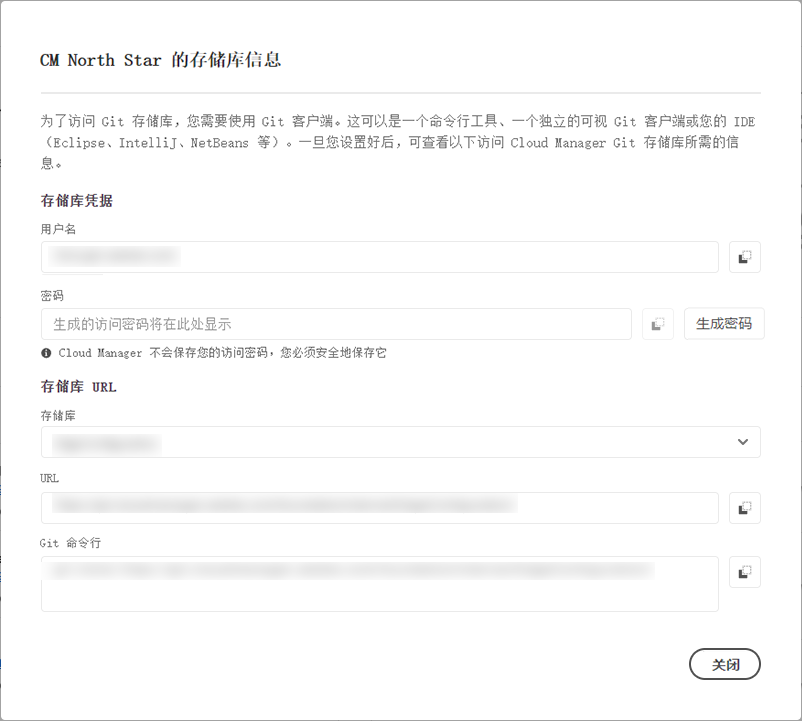 CM North Star 的存储库信息
为了访问 Git 存储库，您需要使用 Git 客户端。这可以是一个命令行工具、一个独立的可视 Git 客户端或您的 IDE
（Eclipse、IntelliJ、NetBeans 等）。一旦您设置好后，可查看以下访问 Cloud Manager Git 存储库所需的信
息。
存储库凭据
用户名
密码
生成的访问密码将在此处显示
生成密码
Cloud Manager 不会保存您的访问密码，您必须安全地保存它
存储库 URL
存储库
URL
Git 命令行
关闭